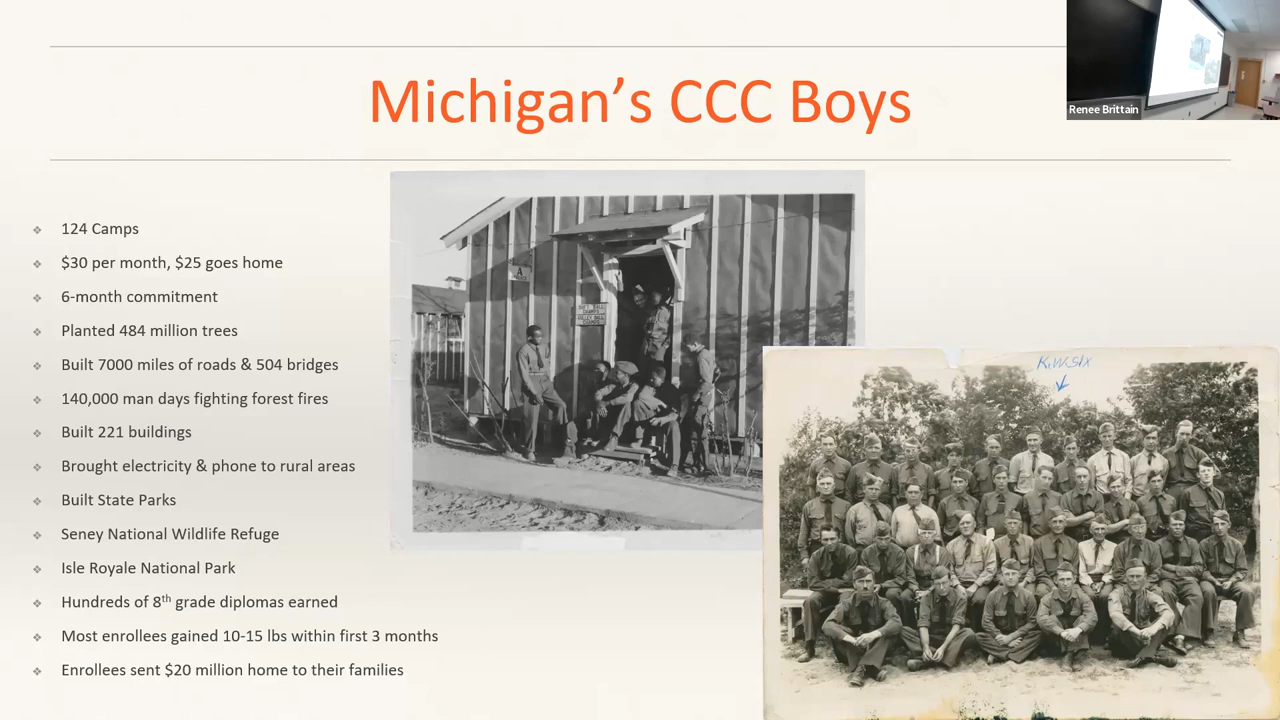 Michigan's CCC Boys
Renee Brittain
124 Camps
$30 per month, $25 goes home
6-month commitment
Planted 484 million trees
Built 7000 miles of roads & 504 bridges
140,000 man days fighting forest fires
Built 221 buildings
Brought electricity & phone to rural areas
Built State Parks
Seney National Wildlife Refuge
Isle Royale National Park
Hundreds of 8th grade diplomas earned
Most enrollees gained 10-15 lbs within first 3 months
Enrollees sent $20 million home to their families
A